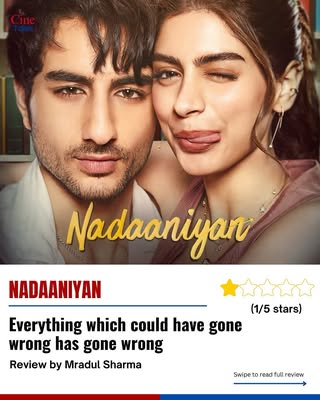 Cine
Nadaaniyan
NADAANIYAN
(1/5 stars)
Everything which could have gone
wrong has gone wrong
Review by Mradul Sharma
Swipe to read full review